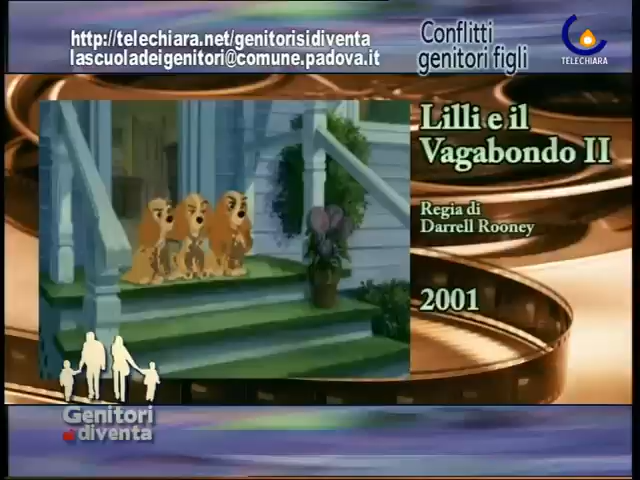 http://telechiara.net/genitorisidiventa
lascuoladeigenitori@comune.padova.it
Conflitti
genitori figli
TELECHIARA
Lilli e il
Vagabondo II
Regia di
Darrell Rooney
2001
Genitori
diventa